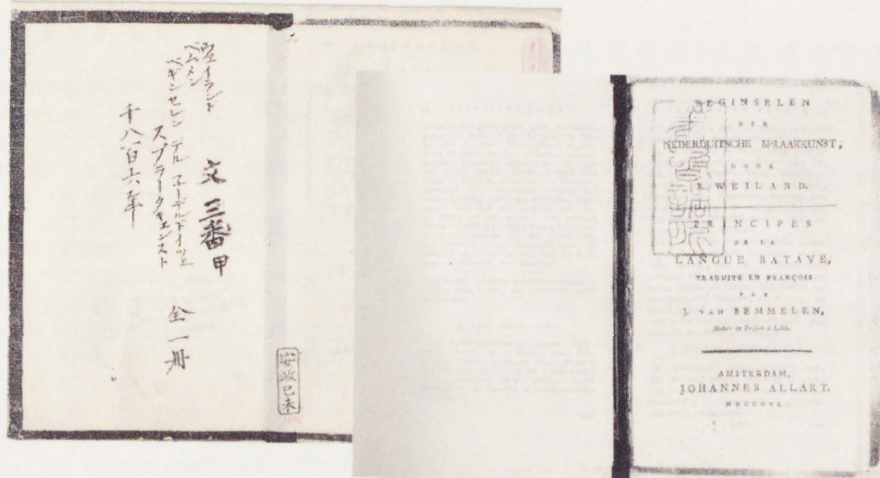 文 三番 甲
ウエイランド
ベムメン
ベギンセレン デル ネーデルドイツセ
スプラークキュンスト
全一冊
千八百六年
安政己未
BEGINSELEN
DER
NEDERDUITSCHE SPRAAKKUNST,
DOOR
P. WEILAND.
PRINCIPES
DE LA
LANGUE BATAVE,
TRADUITS EN FRANÇOIS
PAR
J. VAN BEMMELEN,
AMSTERDAM,
JOHANNES ALLART.
MDCCCVI.